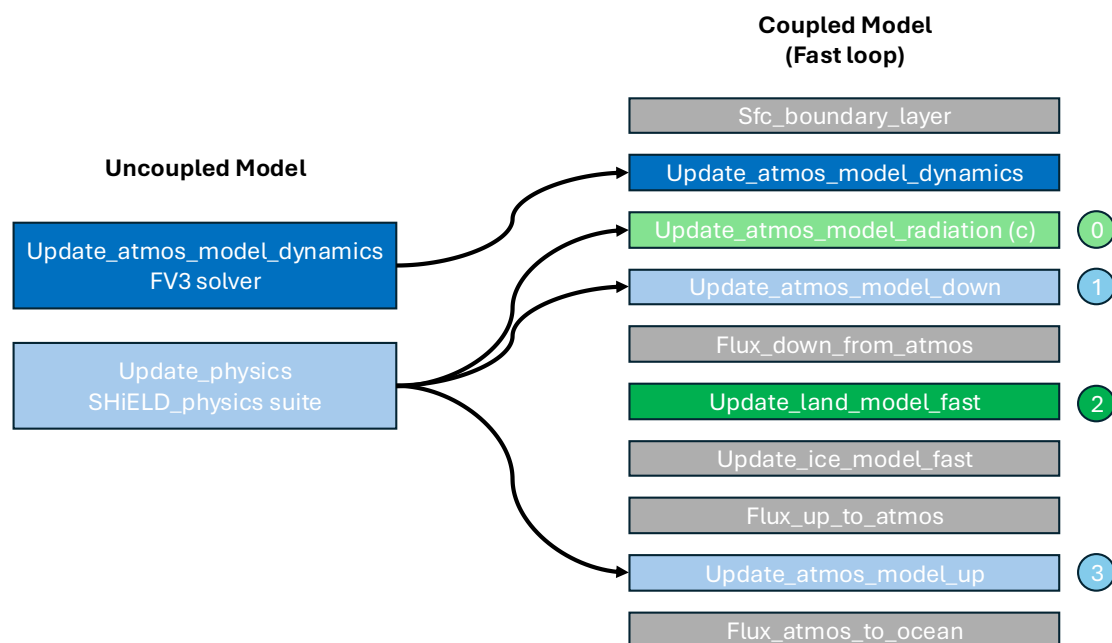 Coupled Model
(Fast loop)
Uncoupled Model
Update_atmos_model_dynamics
FV3 solver
Update_physics
SHiELD_physics suite
Sfc_boundary_layer
Update_atmos_model_dynamics
Update_atmos_model_radiation (c)
0
Update_atmos_model_down
1
Flux_down_from_atmos
Update_land_model_fast
2
Update_ice_model_fast
Flux_up_to_atmos
Update_atmos_model_up
3
Flux_atmos_to_ocean